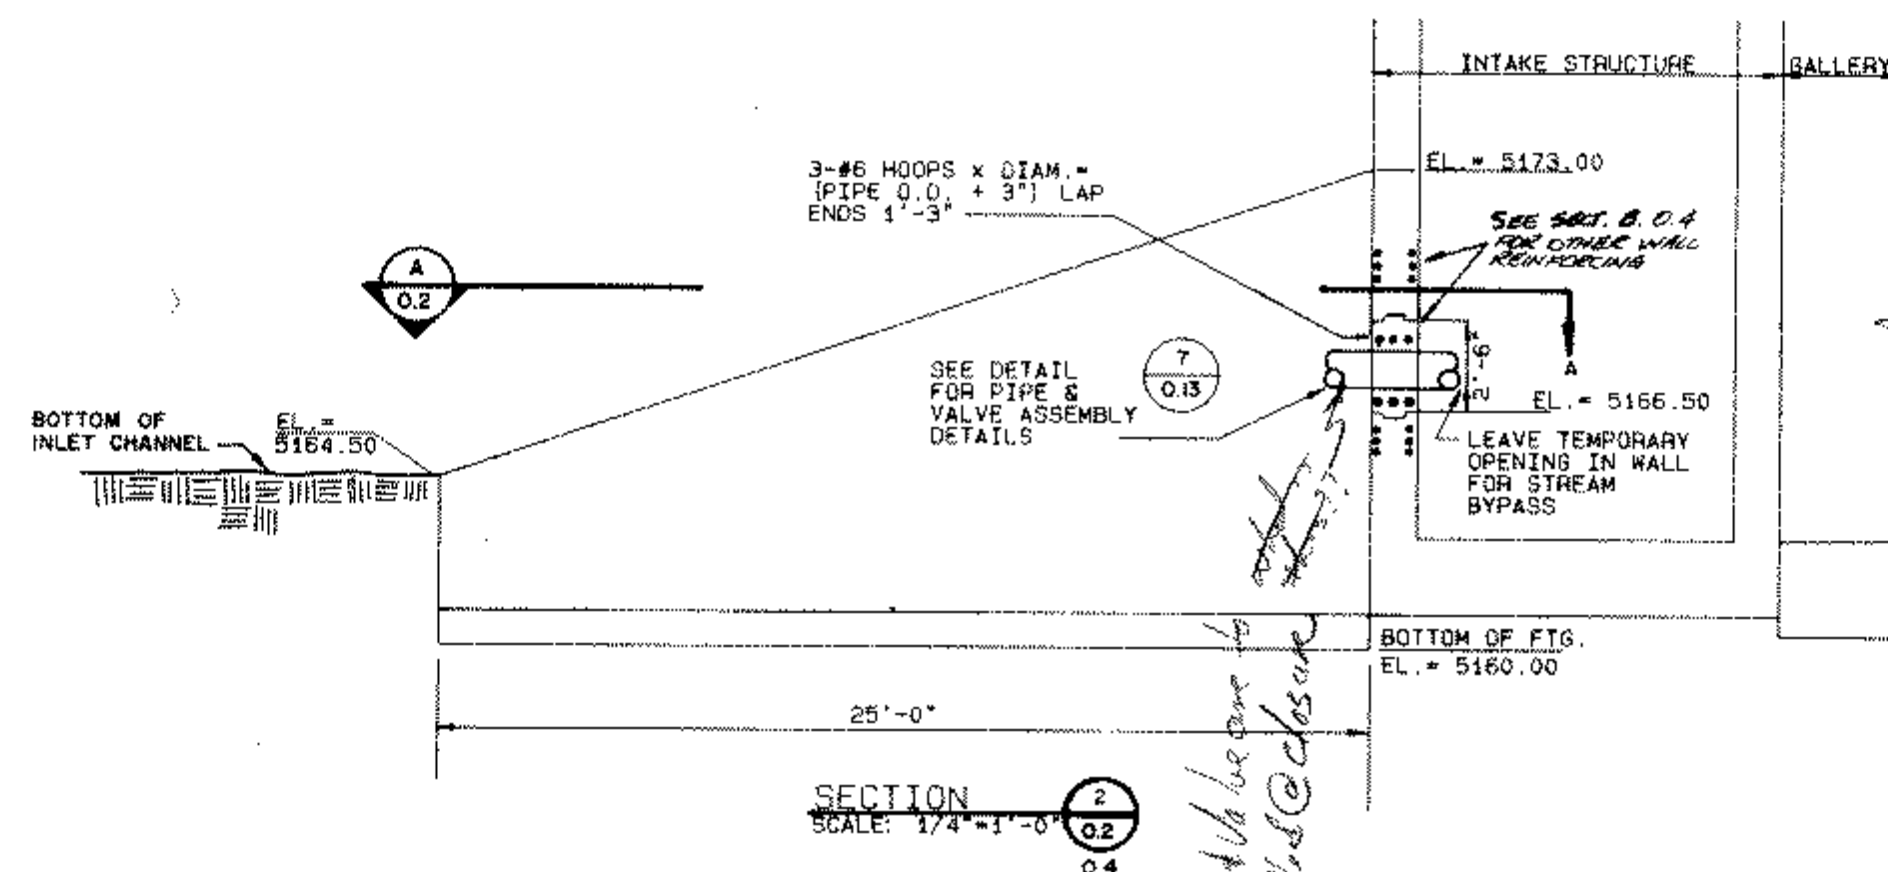 INTAKE STRUCTURE
GALLERY
3-#6 HOOPS x DIAM.=
(PIPE O.D. + 3") LAP
ENDS 1'-3"
EL.= 5173.00
SEE SECT. B. 0.4
FOR OTHER WALL
REINFORCING
A
0.2
SEE DETAIL
FOR PIPE &
VALVE ASSEMBLY
DETAILS
7
0.13
2'-6"
A
EL.= 5166.50
BOTTOM OF
INLET CHANNEL
EL.=
5164.50
LEAVE TEMPORARY
OPENING IN WALL
FOR STREAM
BYPASS
BOTTOM OF FTG.
EL.= 5160.00
25'-0"
SECTION
SCALE: 1/4"=1'-0"
2
0.2
0.4
@ closure